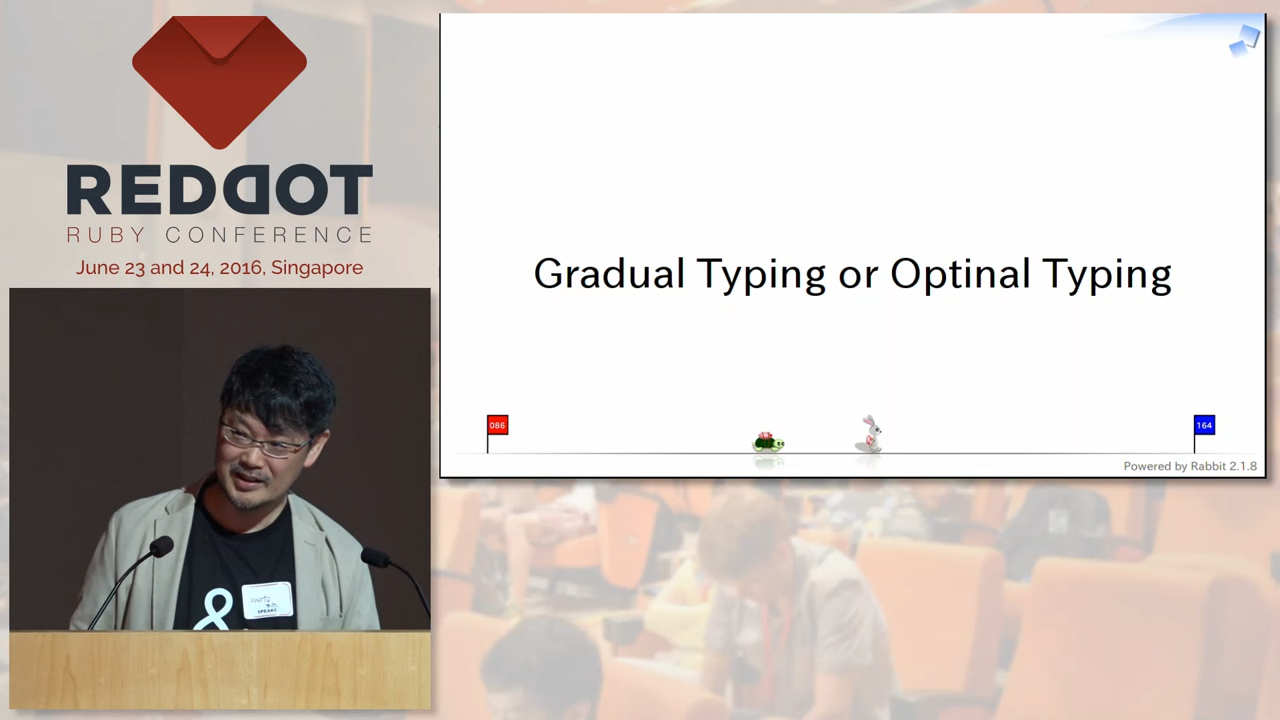 REDDOT
RUBY CONFERENCE
June 23 and 24, 2016, Singapore
Gradual Typing or Optinal Typing
086
164
Powered by Rabbit 2.1.8
&
SPEAKER